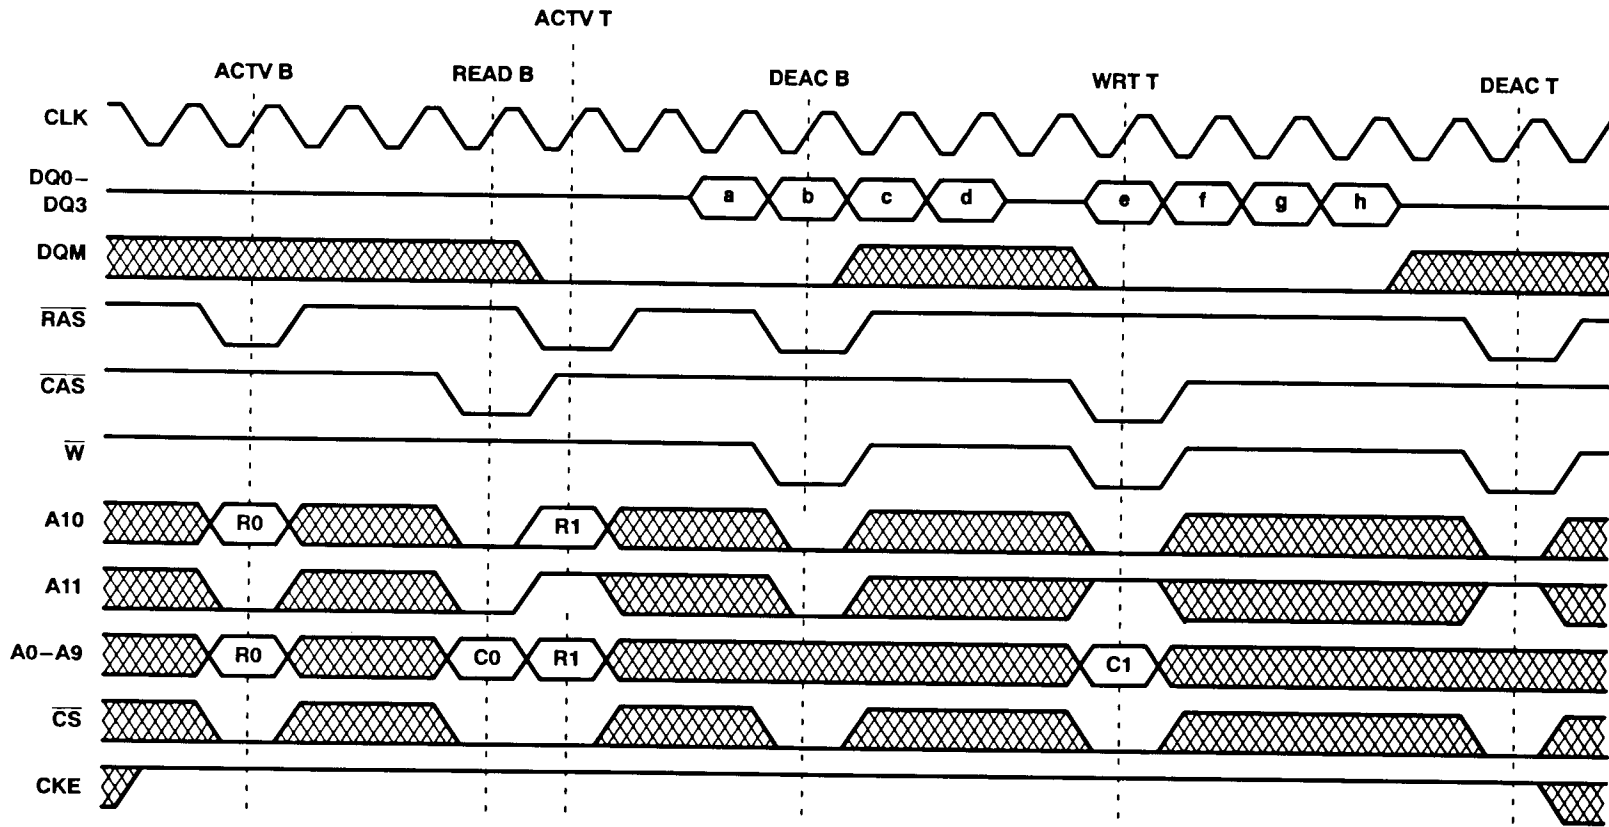 ACTV T
ACTV B READ B DEAC B WRT T DEAC T
CLK
DQ0–
DQ3
a b c d e f g h
DQM
RAS
CAS
W
A10 R0 R1
A11
A0–A9 R0 C0 R1 C1
CS
CKE